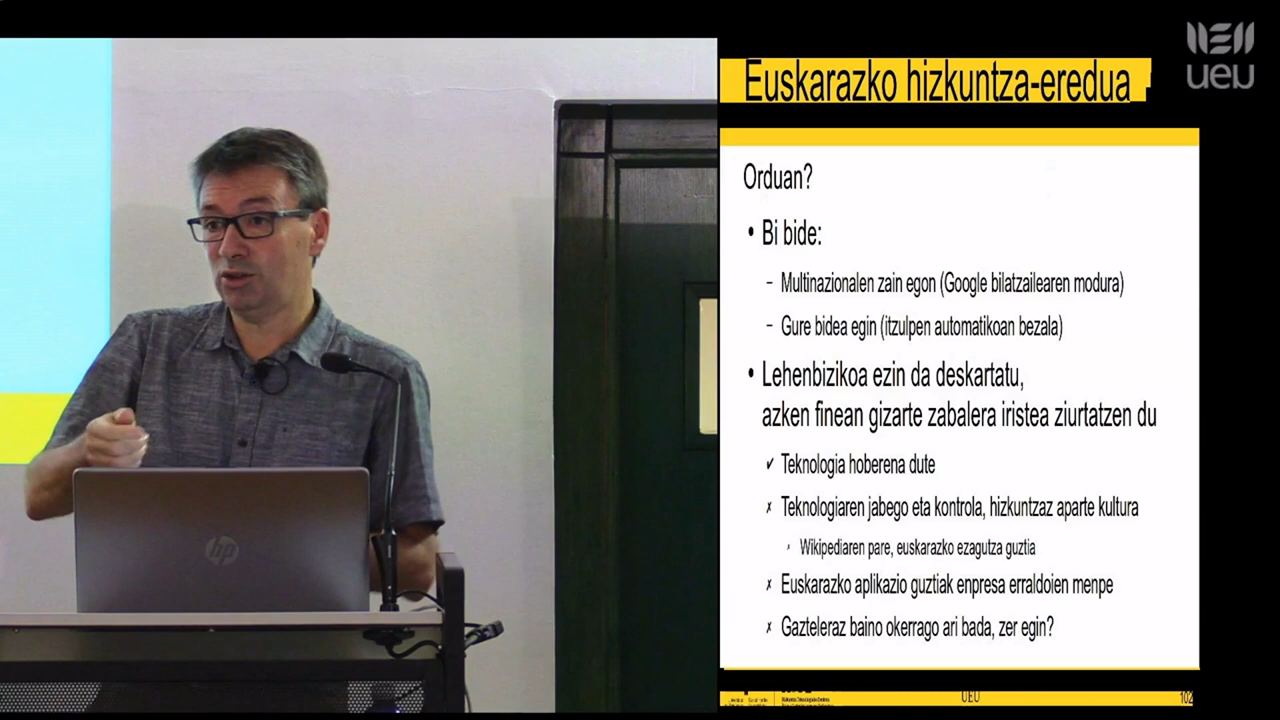 ueu
Euskarazko hizkuntza-eredua
Orduan?
• Bi bide:
– Multinazionalen zain egon (Google bilatzailearen modura)
– Gure bidea egin (itzulpen automatikoan bezala)
• Lehenbizikoa ezin da deskartatu,
azken finean gizarte zabalera iristea ziurtatzen du
✓ Teknologia hoberena dute
✗ Teknologiaren jabego eta kontrola, hizkuntzaz aparte kultura
✗ Wikipediaren pare, euskarazko ezagutza guztia
✗ Euskarazko aplikazio guztiak enpresa erraldoien menpe
✗ Gazteleraz baino okerrago ari bada, zer egin?
hp
UEU
102